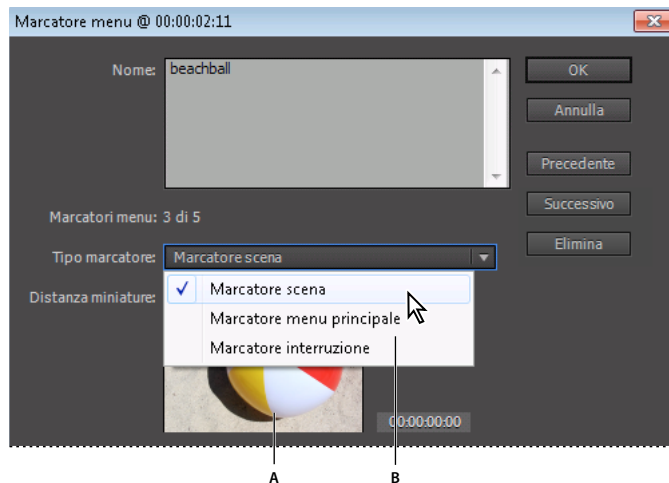 Marcatore menu @ 00:00:02:11
Nome: beachball
OK
Annulla
Precedente
Successivo
Elimina
Marcatori menu: 3 di 5
Tipo marcatore: Marcatore scena
Distanza miniature:
Marcatore scena
Marcatore menu principale
Marcatore interruzione
00:00:00:00
A B